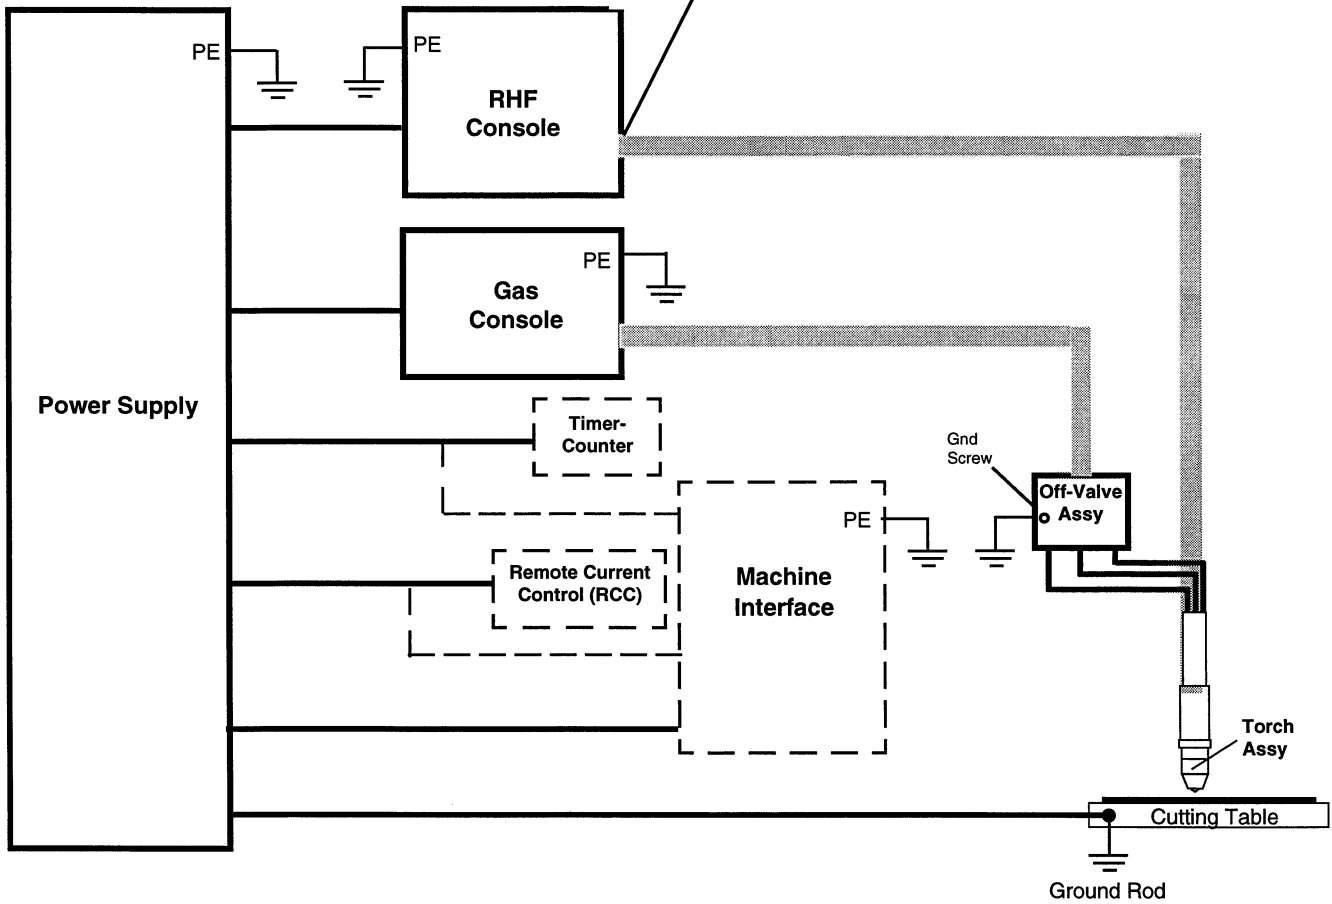 PE
PE
RHF
Console
PE
Gas
Console
Power Supply
Timer-
Counter
Gnd
Screw
Off-Valve
Assy
PE
Remote Current
Control (RCC)
Machine
Interface
Torch
Assy
Cutting Table
Ground Rod